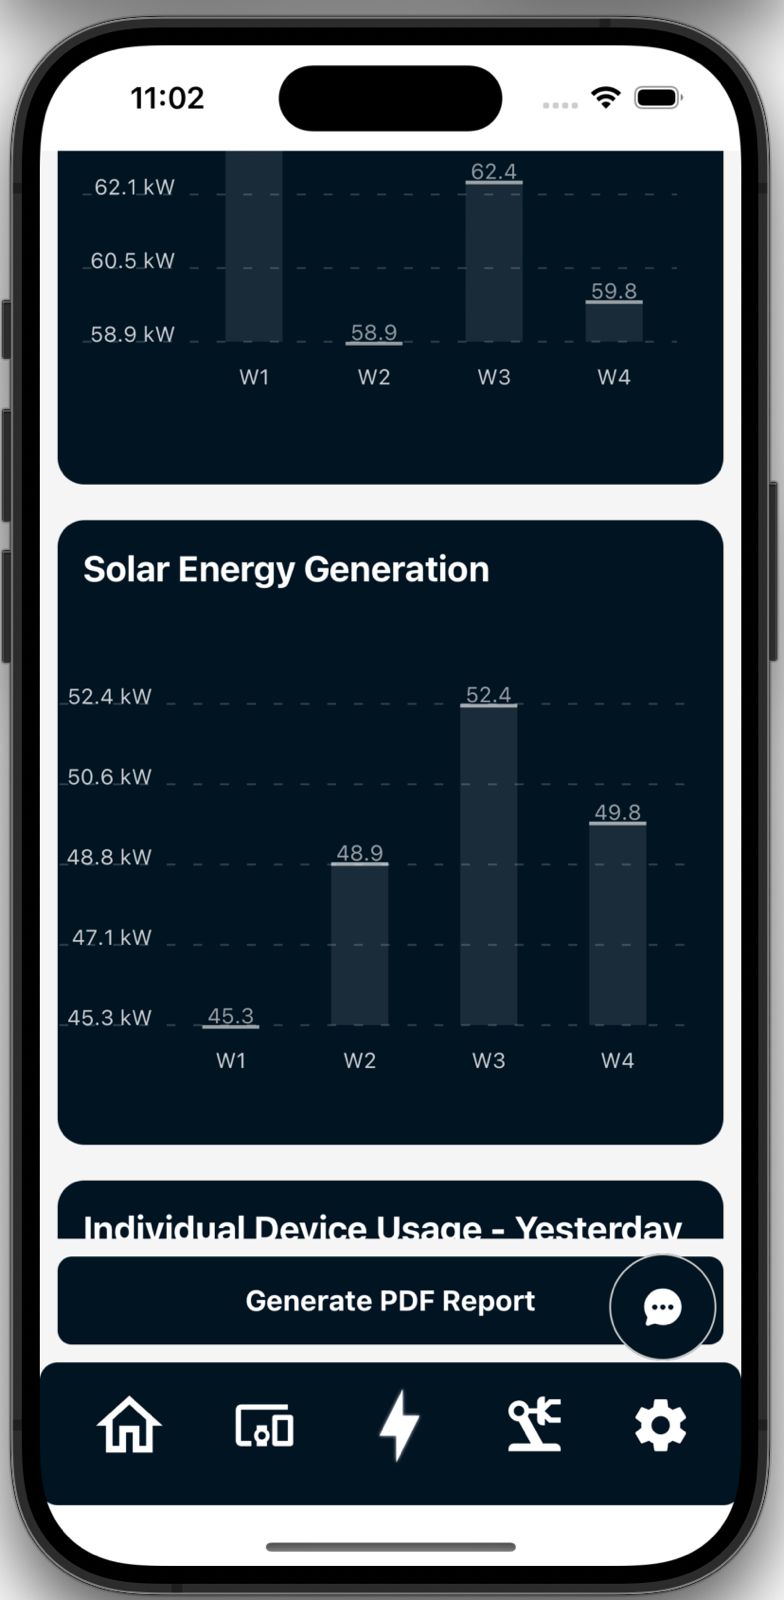 11:02
62.4
62.1 kW
60.5 kW
59.8
58.9 kW
58.9
W1 W2 W3 W4
Solar Energy Generation
52.4 kW
52.4
50.6 kW
49.8
48.8 kW
48.9
47.1 kW
45.3 kW
45.3
W1 W2 W3 W4
Individual Device Usage - Yesterday
Generate PDF Report